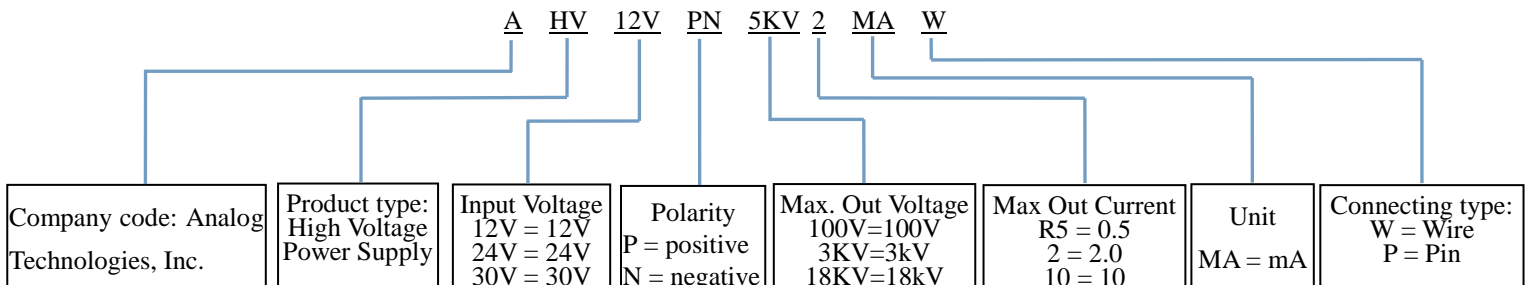 A HV 12V PN 5KV 2 MA W
Company code: Analog
Technologies, Inc.
Product type:
High Voltage
Power Supply
Input Voltage
12V = 12V
24V = 24V
30V = 30V
Polarity
P = positive
N = negative
Max. Out Voltage
100V=100V
3KV=3kV
18KV=18kV
Max Out Current
R5 = 0.5
2 = 2.0
10 = 10
Unit
MA = mA
Connecting type:
W = Wire
P = Pin